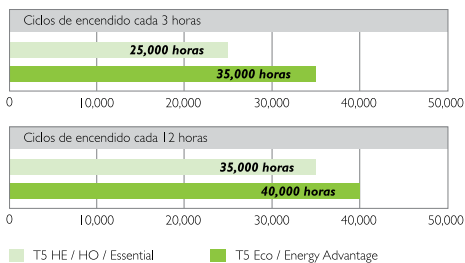 Ciclos de encendido cada 3 horas
25,000 horas
35,000 horas
0 10,000 20,000 30,000 40,000 50,000
Ciclos de encendido cada 12 horas
35,000 horas
40,000 horas
0 10,000 20,000 30,000 40,000 50,000
T5 HE / HO / Essential T5 Eco / Energy Advantage